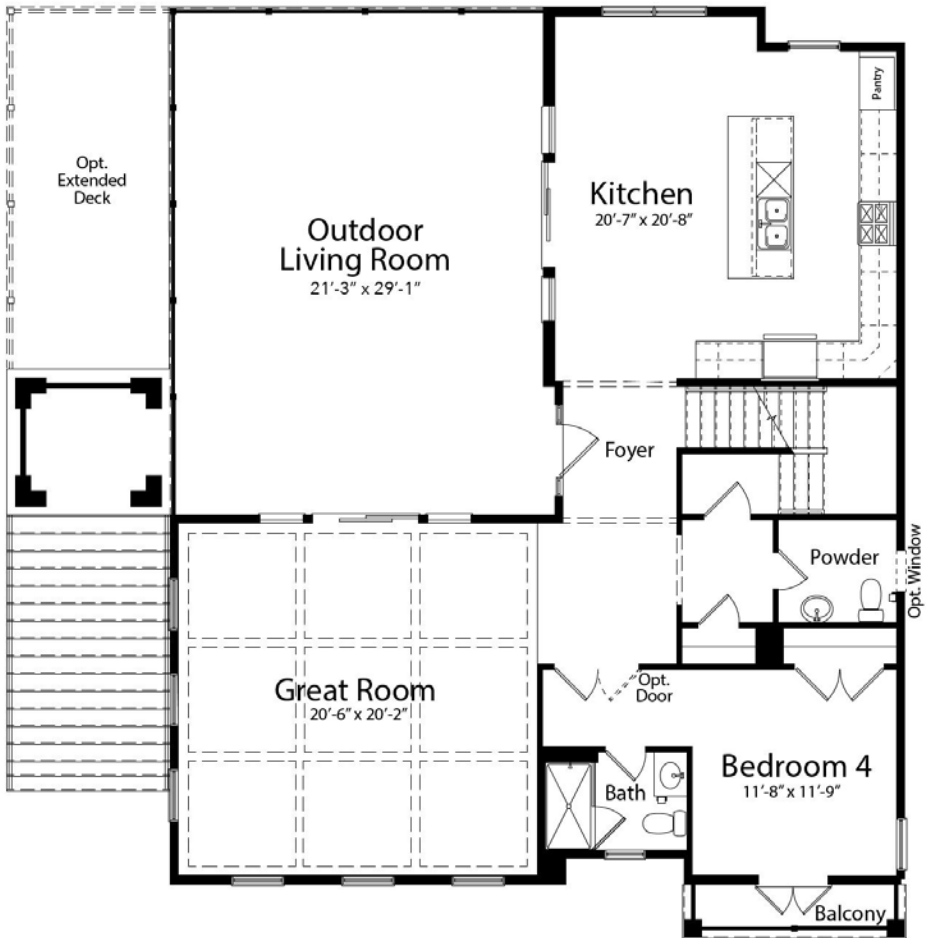 Pantry
Opt.
Extended
Deck
Kitchen
20'-7" x 20'-8"
Outdoor
Living Room
21'-3" x 29'-1"
Foyer
Powder
Opt. Window
Great Room
20'-6" x 20'-2"
Opt.
Door
Bedroom 4
11'-8" x 11'-9"
Bath
Balcony